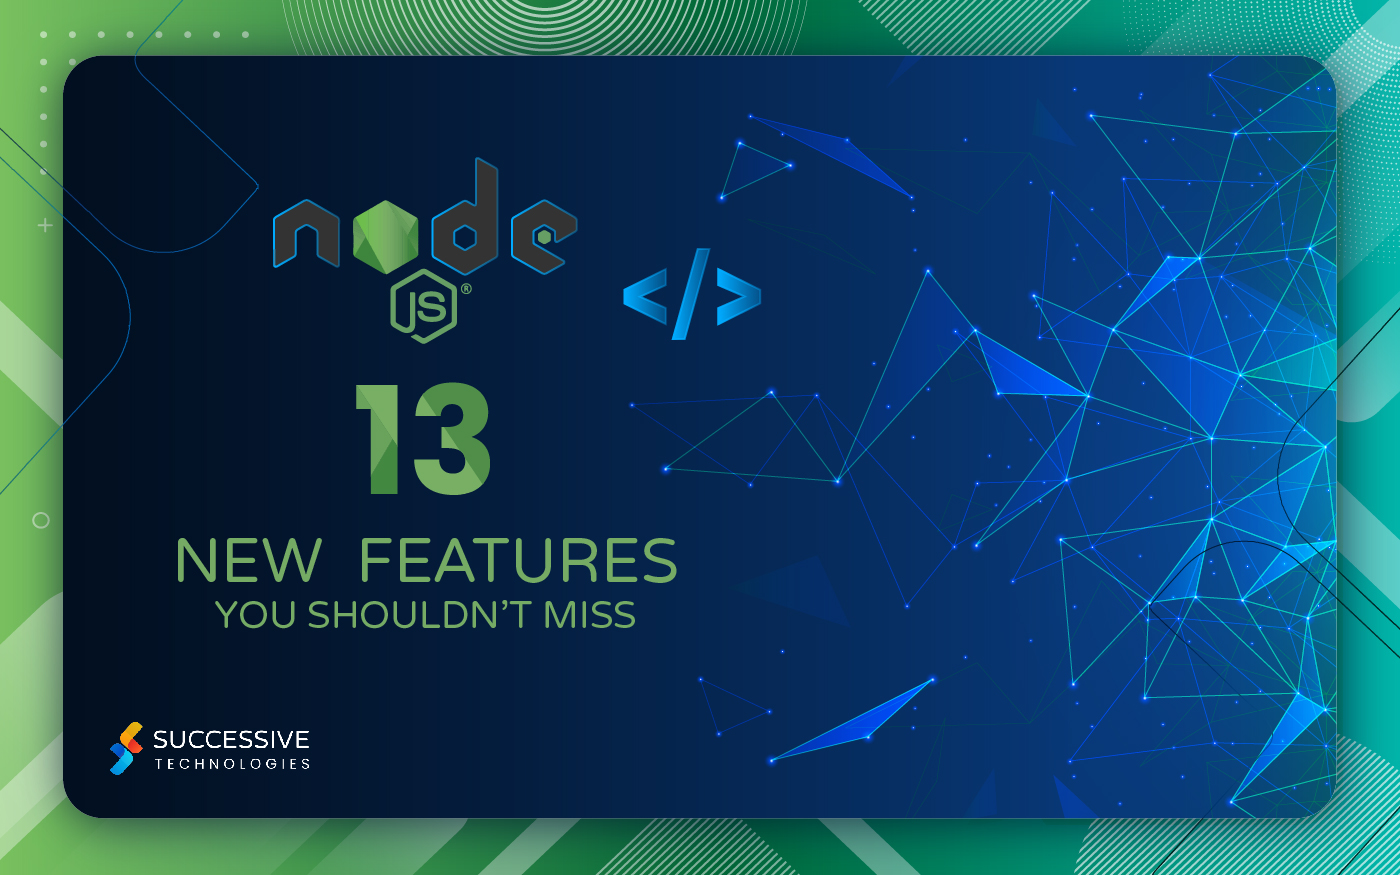 node
JS®
</>
13
NEW FEATURES
YOU SHOULDN'T MISS
SUCCESSIVE
TECHNOLOGIES